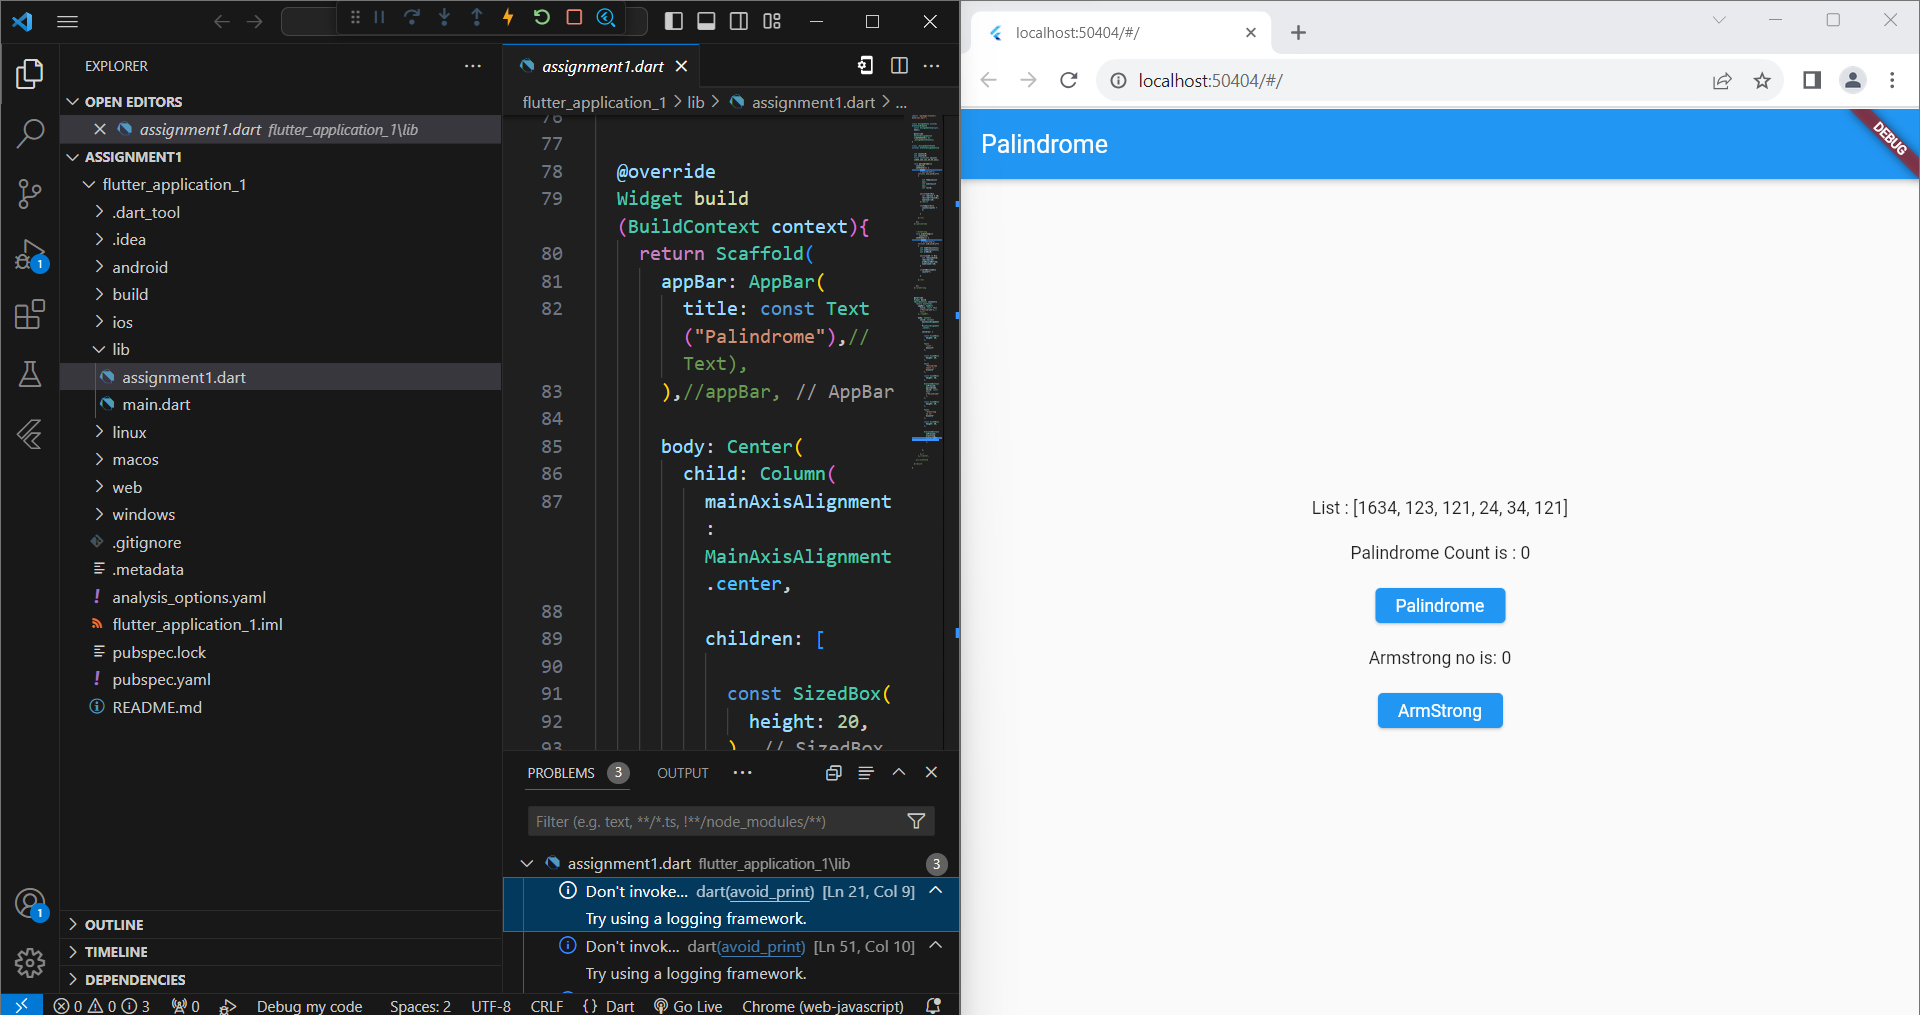 EXPLORER
OPEN EDITORS
assignment1.dart flutter_application_1\lib
ASSIGNMENT1
flutter_application_1
.dart_tool
.idea
android
build
ios
lib
assignment1.dart
main.dart
linux
macos
web
windows
.gitignore
.metadata
analysis_options.yaml
flutter_application_1.iml
pubspec.lock
pubspec.yaml
README.md
OUTLINE
TIMELINE
DEPENDENCIES
1
1
assignment1.dart
flutter_application_1 > lib > assignment1.dart > ...
76
77
78 @override
79 Widget build
(BuildContext context){
80 return Scaffold(
81 appBar: AppBar(
82 title: const Text
("Palindrome"),//
Text),
83 ),//appBar, // AppBar
84
85 body: Center(
86 child: Column(
87 mainAxisAlignment
:
MainAxisAlignment
.center,
88
89 children: [
90
91 const SizedBox(
92 height: 20,
93 ) // SizedBox
PROBLEMS 3 OUTPUT ...
Filter (e.g. text, **/*.ts, !**/node_modules/**)
assignment1.dart flutter_application_1\lib 3
Don't invoke... dart(avoid_print) [Ln 21, Col 9]
Try using a logging framework.
Don't invok... dart(avoid_print) [Ln 51, Col 10]
Try using a logging framework.
0 0 3 0 Debug my code Spaces: 2 UTF-8 CRLF {} Dart Go Live Chrome (web-javascript)
localhost:50404/#/
localhost:50404/#/
Palindrome
DEBUG
List : [1634, 123, 121, 24, 34, 121]
Palindrome Count is : 0
Palindrome
Armstrong no is: 0
ArmStrong